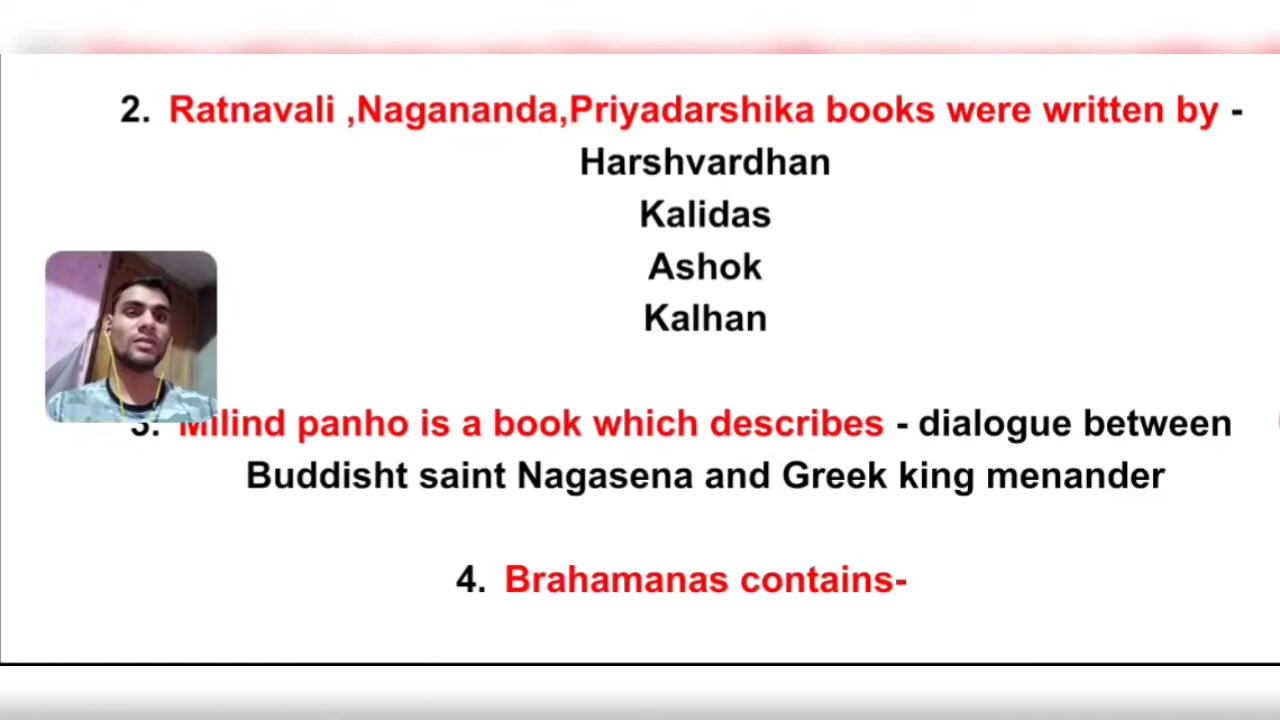 2. Ratnavali ,Nagananda,Priyadarshika books were written by -
Harshvardhan
Kalidas
Ashok
Kalhan
3. Milind panho is a book which describes - dialogue between
Buddisht saint Nagasena and Greek king menander
4. Brahamanas contains-